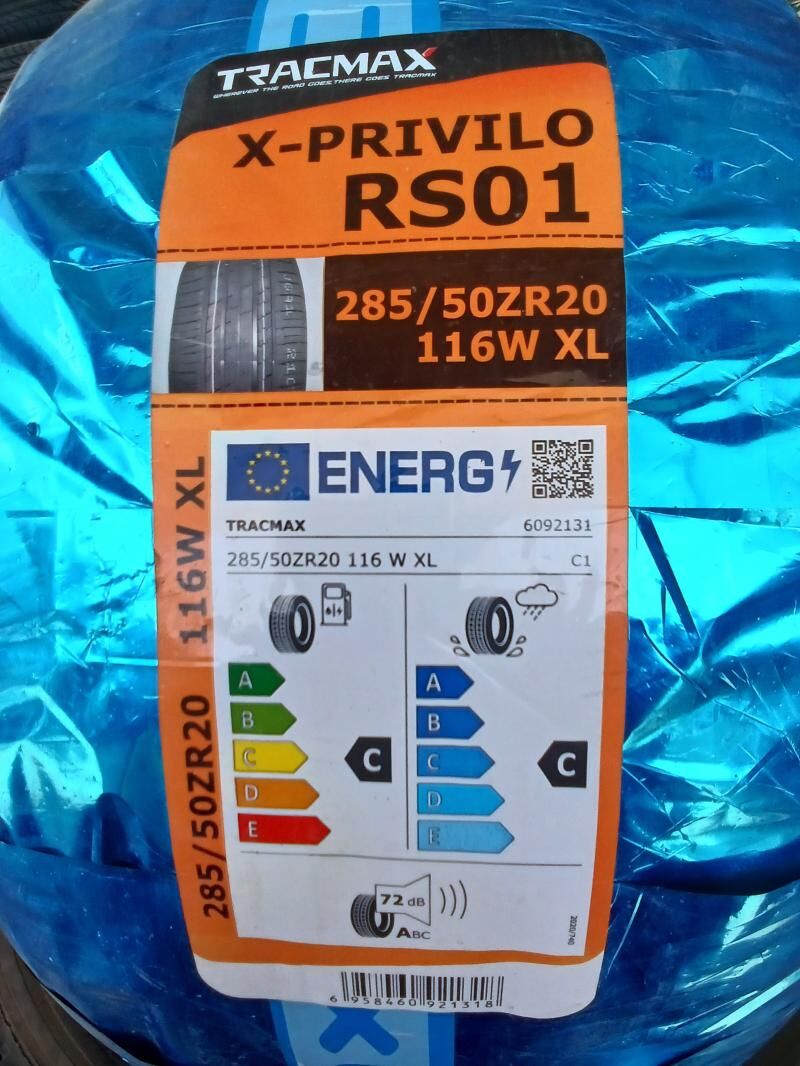 TRACMAX
WHEREVER THE ROAD GOES,THERE GOES TRACMAX
X-PRIVILO
RS01
285/50ZR20
116W XL
285/50ZR20 116W XL
ENERG
TRACMAX 6092131
285/50ZR20 116 W XL C1
A A
B B
C C C C
D D
E E
72 dB
ABC
2020/740
6 958460 921318